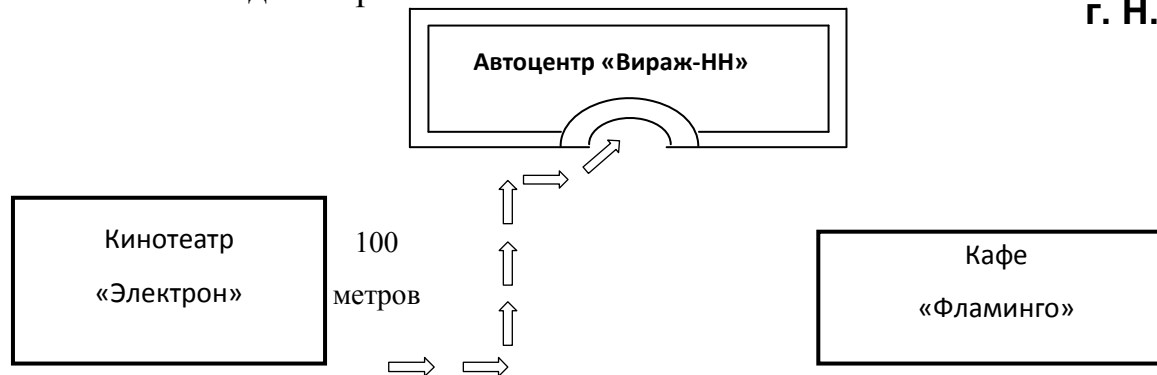 г. Н.
Автоцентр «Вираж-НН»
Кинотеатр
«Электрон»
100
метров
Кафе
«Фламинго»